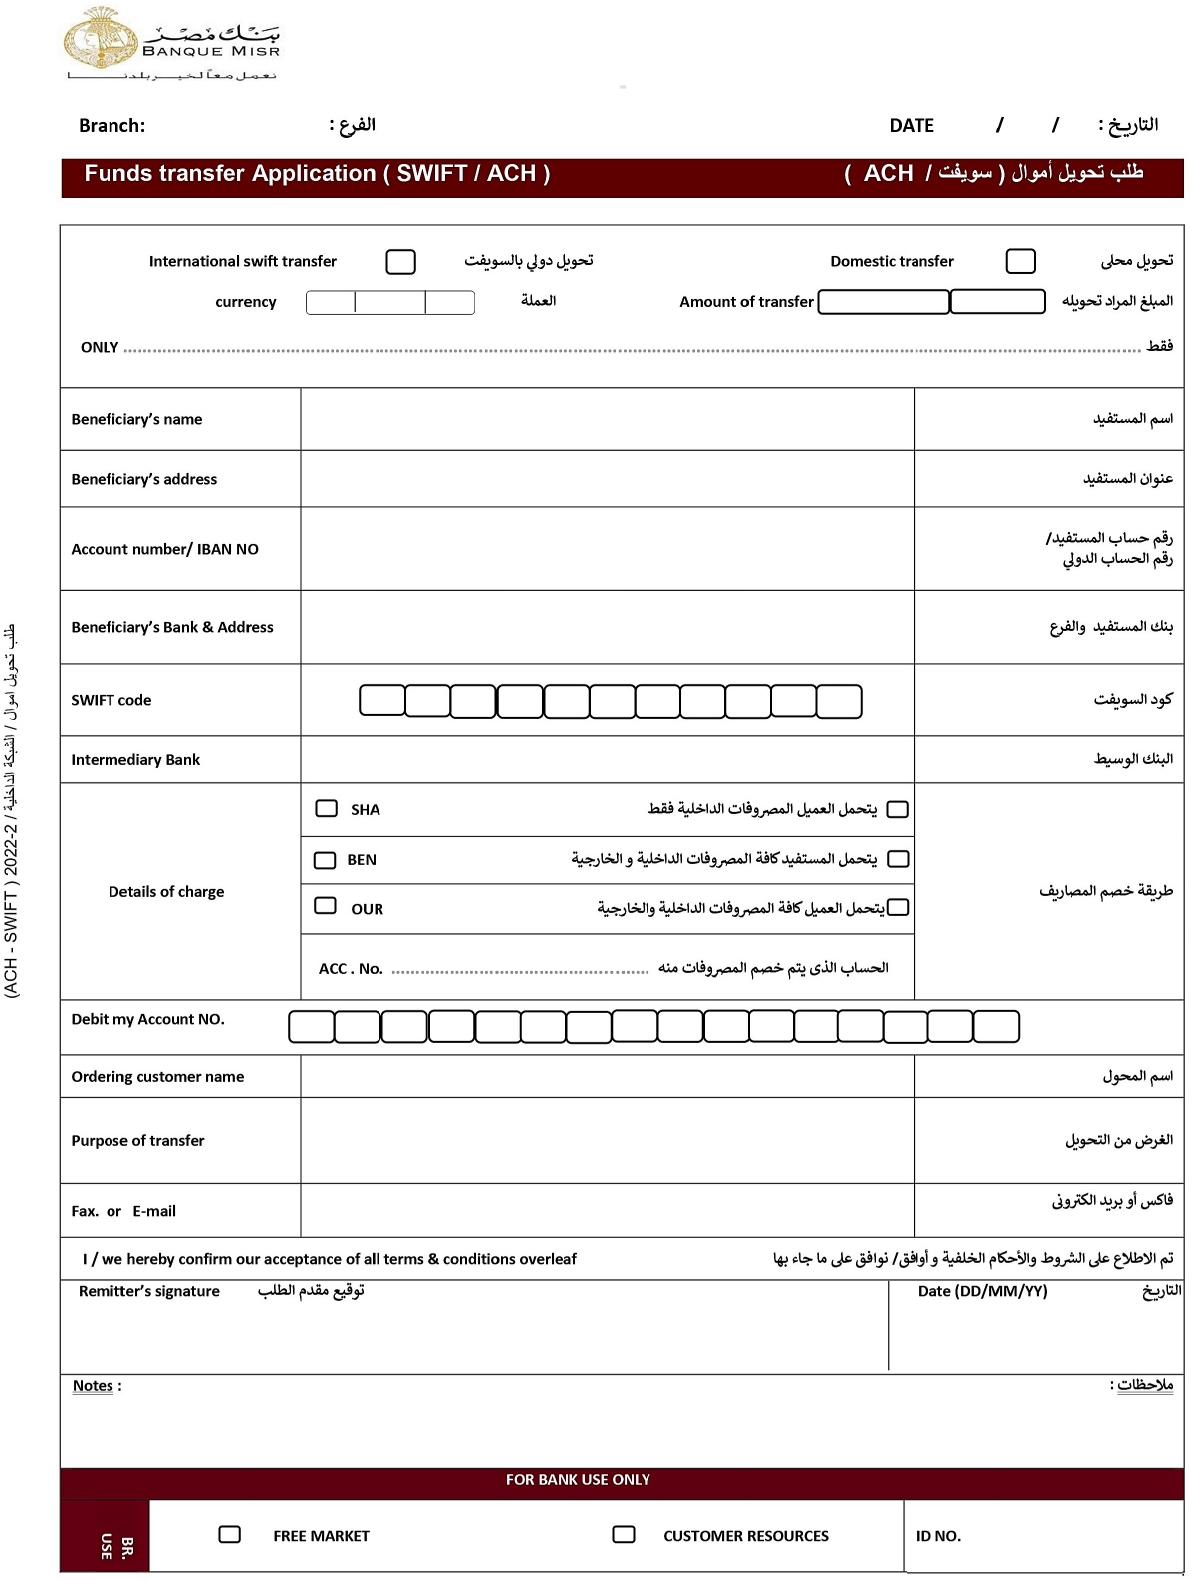 بنك مصر
BANQUE MISR
نعمل معاً لخير بلدنا
Branch: الفرع : DATE / / التاريخ :
Funds transfer Application ( SWIFT / ACH ) طلب تحويل أموال ( سويفت / ACH )
International swift transfer تحويل دولي بالسويفت Domestic transfer تحويل محلى
currency العملة Amount of transfer المبلغ المراد تحويله
ONLY ........................ فقط
Beneficiary's name اسم المستفيد
Beneficiary's address عنوان المستفيد
Account number/ IBAN NO رقم حساب المستفيد/
رقم الحساب الدولي
Beneficiary's Bank & Address بنك المستفيد والفرع
SWIFT code كود السويفت
Intermediary Bank البنك الوسيط
SHA يتحمل العميل المصروفات الداخلية فقط
BEN يتحمل المستفيد كافة المصروفات الداخلية و الخارجية
Details of charge طريقة خصم المصاريف
OUR يتحمل العميل كافة المصروفات الداخلية والخارجية
ACC . No. ........................ الحساب الذى يتم خصم المصروفات منه
Debit my Account NO.
Ordering customer name اسم المحول
Purpose of transfer الغرض من التحويل
Fax. or E-mail فاكس أو بريد الكترونى
I / we hereby confirm our acceptance of all terms & conditions overleaf تم الاطلاع على الشروط والأحكام الخلفية و أوافق/ نوافق على ما جاء بها
Remitter's signature توقيع مقدم الطلب Date (DD/MM/YY) التاريخ
Notes : ملاحظات :
FOR BANK USE ONLY
BR. USE FREE MARKET CUSTOMER RESOURCES ID NO.
طلب تحويل اموال / الشبكة الداخلية / 2-2022 ( ACH - SWIFT)